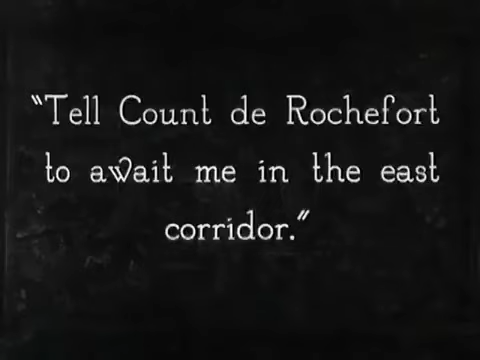 “Tell Count de Rochefort
to await me in the east
corridor.”